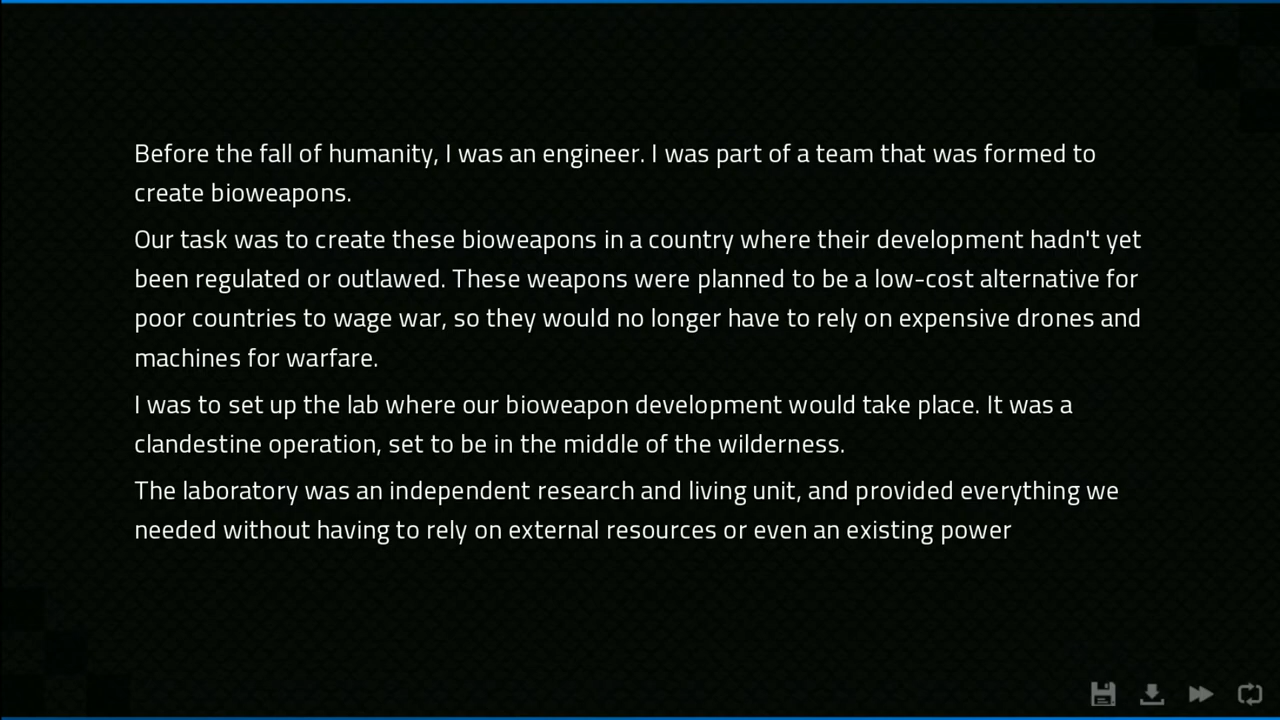 Before the fall of humanity, I was an engineer. I was part of a team that was formed to
create bioweapons.
Our task was to create these bioweapons in a country where their development hadn't yet
been regulated or outlawed. These weapons were planned to be a low-cost alternative for
poor countries to wage war, so they would no longer have to rely on expensive drones and
machines for warfare.
I was to set up the lab where our bioweapon development would take place. It was a
clandestine operation, set to be in the middle of the wilderness.
The laboratory was an independent research and living unit, and provided everything we
needed without having to rely on external resources or even an existing power